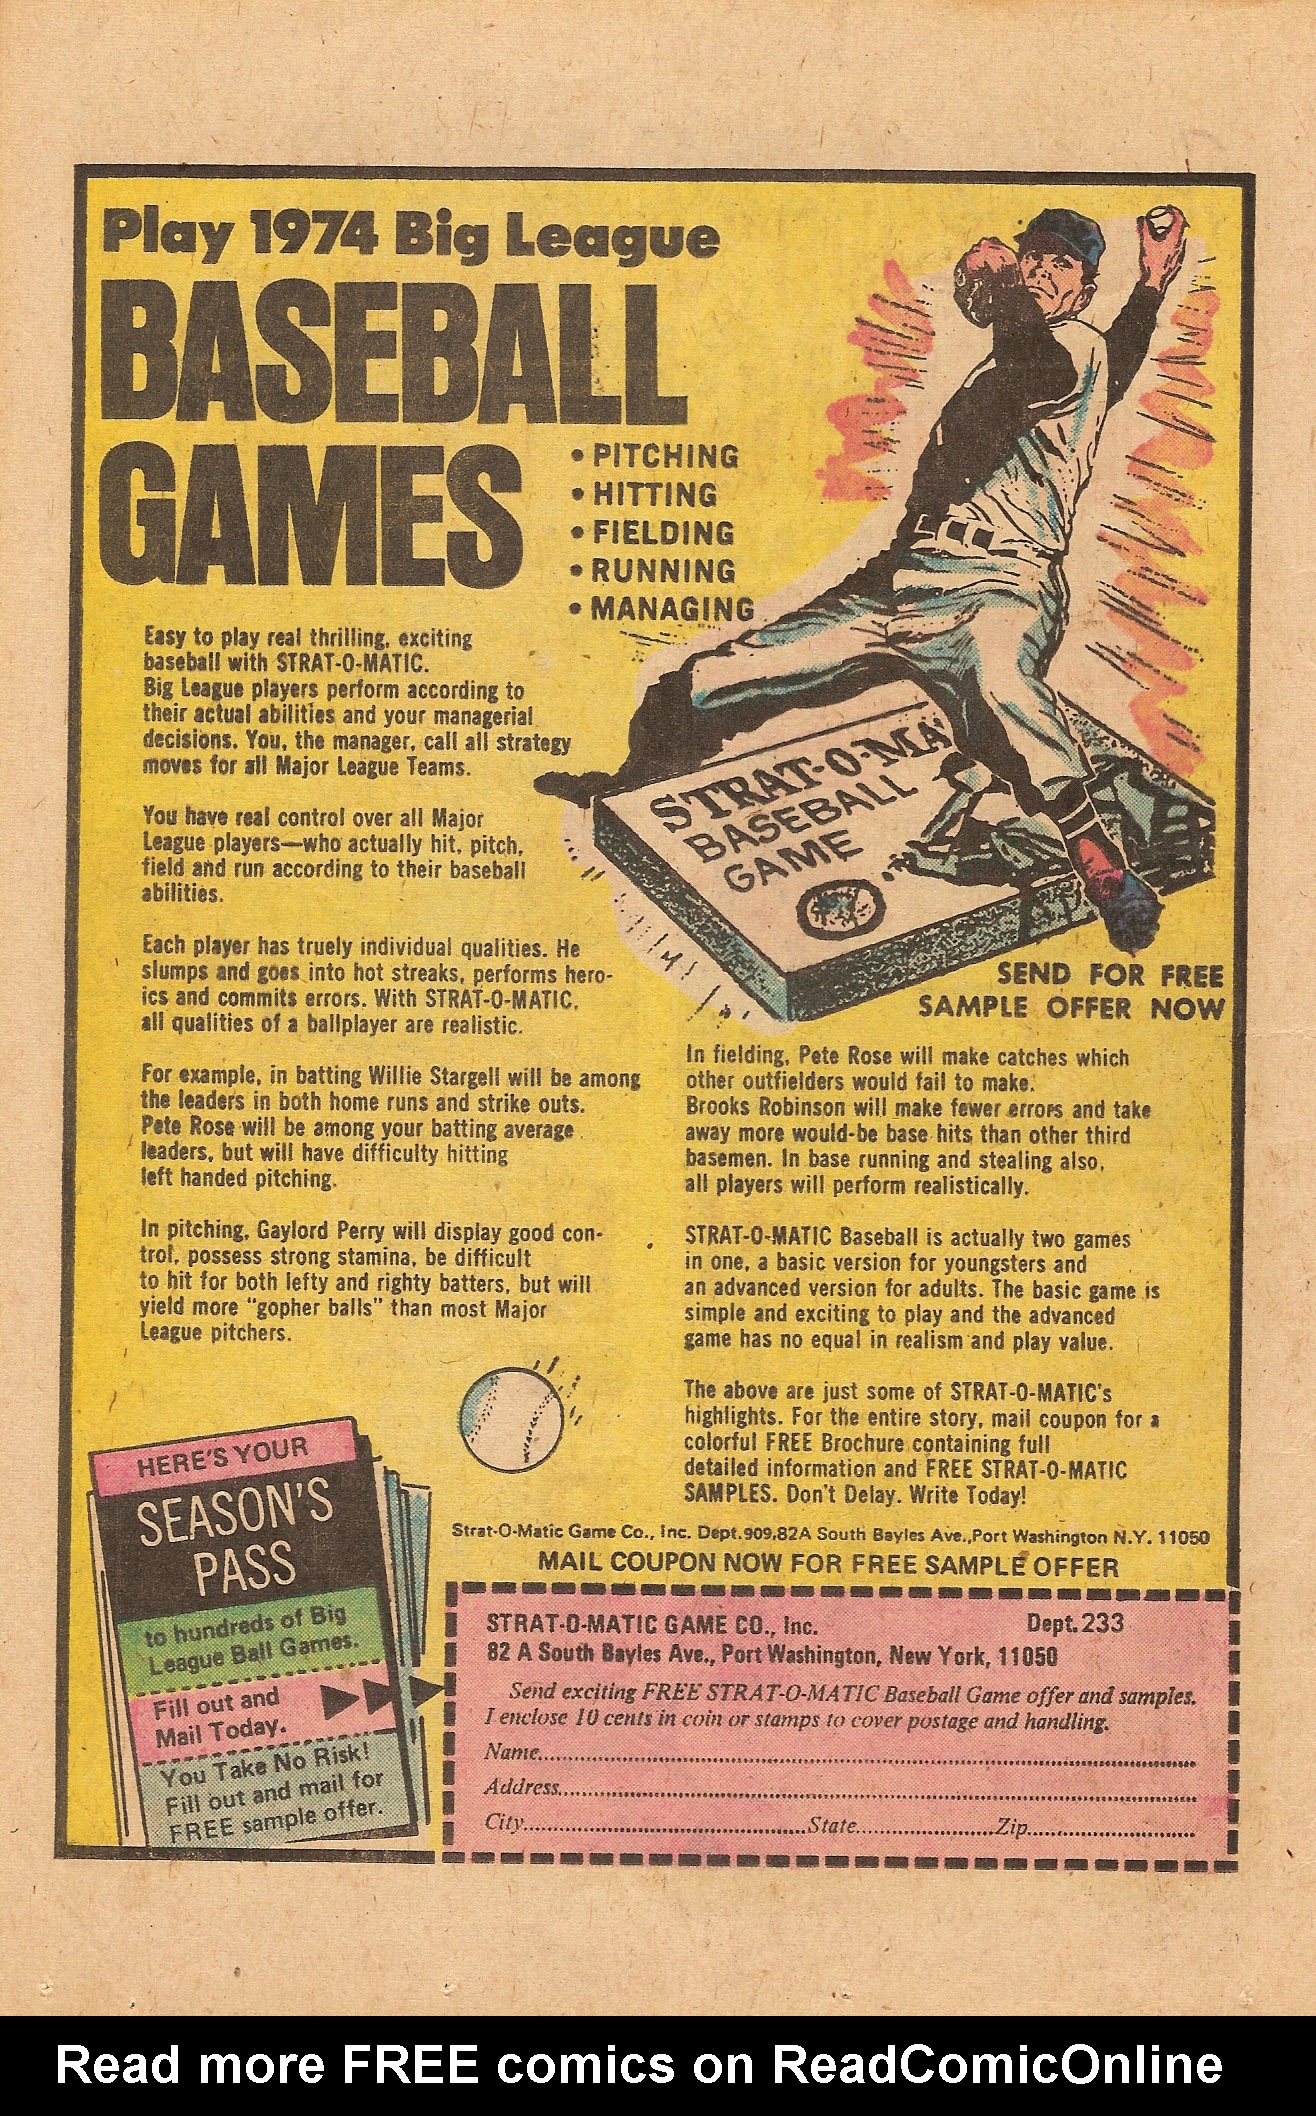 Play 1974 Big League
BASEBALL
GAMES
• PITCHING
• HITTING
• FIELDING
• RUNNING
• MANAGING
Easy to play real thrilling, exciting
baseball with STRAT-O-MATIC.
Big League players perform according to
their actual abilities and your managerial
decisions. You, the manager, call all strategy
moves for all Major League Teams.
You have real control over all Major
League players—who actually hit, pitch,
field and run according to their baseball
abilities.
Each player has truely individual qualities. He
slumps and goes into hot streaks, performs hero-
ics and commits errors. With STRAT-O-MATIC,
all qualities of a ballplayer are realistic.
For example, in batting Willie Stargell will be among
the leaders in both home runs and strike outs.
Pete Rose will be among your batting average
leaders, but will have difficulty hitting
left handed pitching.
In pitching, Gaylord Perry will display good con-
trol, possess strong stamina, be difficult
to hit for both lefty and righty batters, but will
yield more "gopher balls" than most Major
League pitchers.
STRAT-O-MA
BASEBALL
GAME
SEND FOR FREE
SAMPLE OFFER NOW
In fielding, Pete Rose will make catches which
other outfielders would fail to make.
Brooks Robinson will make fewer errors and take
away more would-be base hits than other third
basemen. In base running and stealing also,
all players will perform realistically.
STRAT-O-MATIC Baseball is actually two games
in one, a basic version for youngsters and
an advanced version for adults. The basic game is
simple and exciting to play and the advanced
game has no equal in realism and play value.
The above are just some of STRAT-O-MATIC's
highlights. For the entire story, mail coupon for a
colorful FREE Brochure containing full
detailed information and FREE STRAT-O-MATIC
SAMPLES. Don't Delay. Write Today!
Strat-O-Matic Game Co., Inc. Dept.909,82A South Bayles Ave.,Port Washington N.Y. 11050
MAIL COUPON NOW FOR FREE SAMPLE OFFER
HERE'S YOUR
SEASON'S
PASS
to hundreds of Big
League Ball Games.
Fill out and
Mail Today.
You Take No Risk!
Fill out and mail for
FREE sample offer.
STRAT-O-MATIC GAME CO., Inc. Dept.233
82 A South Bayles Ave., Port Washington, New York, 11050
Send exciting FREE STRAT-O-MATIC Baseball Game offer and samples.
I enclose 10 cents in coin or stamps to cover postage and handling.
Name
Address
City State Zip
Read more FREE comics on ReadComicOnline